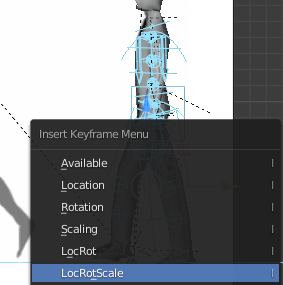 Insert Keyframe Menu
Available I
Location I
Rotation I
Scaling I
LocRot I
LocRotScale I